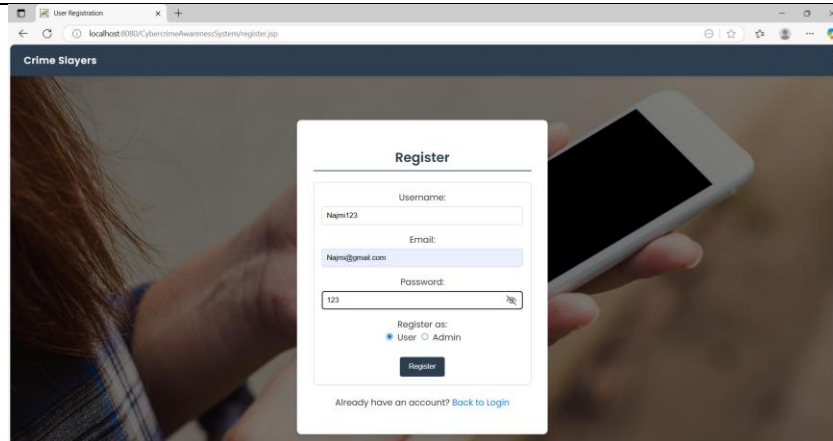 User Registration
localhost:8080/CybercrimeAwarenessSystem/register.jsp
Crime Slayers
Register
Username:
Najmi123
Email:
Najmi@gmail.com
Password:
123
Register as:
User Admin
Register
Already have an account? Back to Login